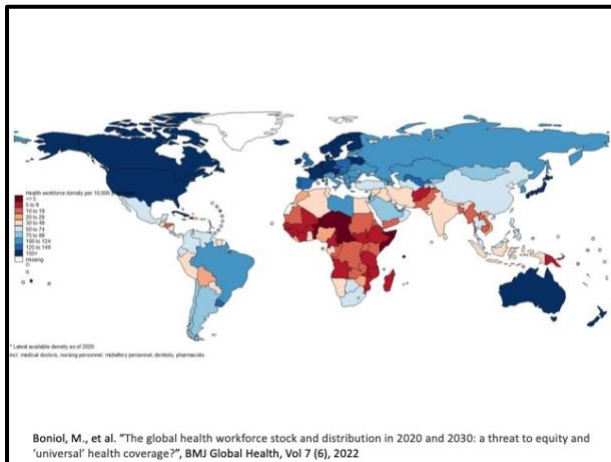 Health workforce density per 10,000
<= 5
5 to 9
10 to 19
20 to 29
30 to 49
50 to 74
75 to 99
100 to 124
125 to 149
150+
missing
* Latest available density as of 2020.
incl. medical doctors, nursing personnel, midwifery personnel, dentists, pharmacists
Boniol, M., et al. "The global health workforce stock and distribution in 2020 and 2030: a threat to equity and
'universal' health coverage?", BMJ Global Health, Vol 7 (6), 2022